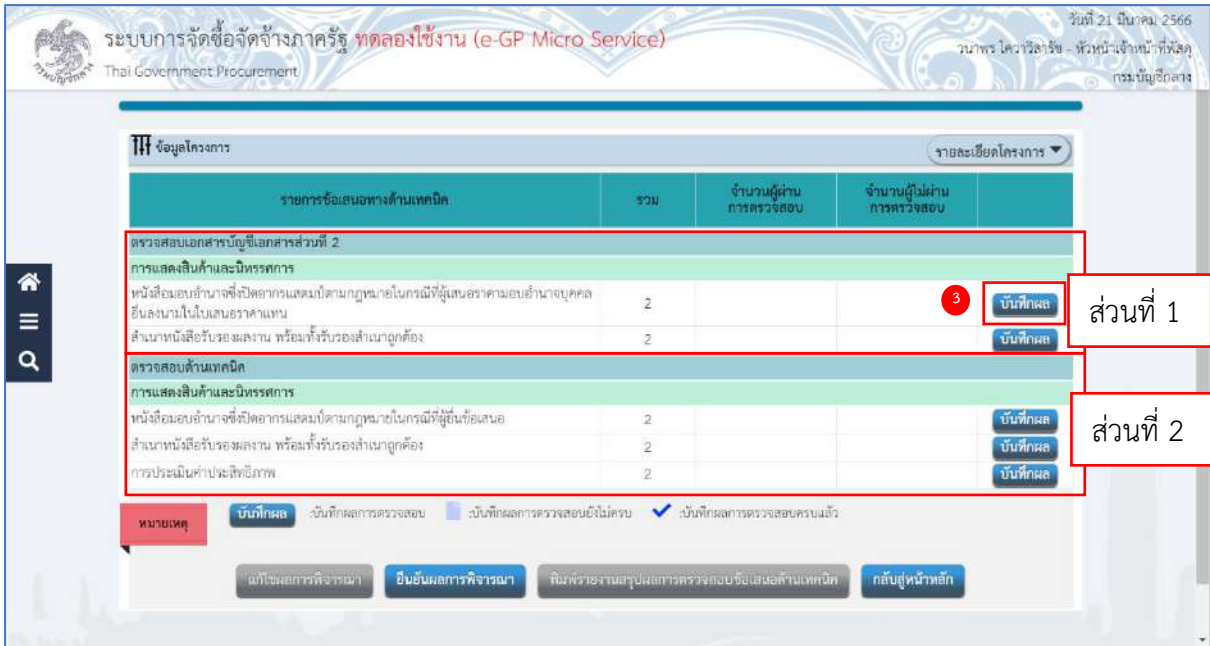 ระบบการจัดซื้อจัดจ้างภาครัฐ ทดลองใช้งาน (e-GP Micro Service)
Thai Government Procurement
วันที่ 21 มีนาคม 2566
วนาพร โควาวิสารัช - หัวหน้าเจ้าหน้าที่พัสดุ
กรมบัญชีกลาง
ข้อมูลโครงการ
รายละเอียดโครงการ
รายการข้อเสนอทางด้านเทคนิค รวม จำนวนผู้ผ่าน จำนวนผู้ไม่ผ่าน
การตรวจสอบ การตรวจสอบ
ตรวจสอบเอกสารบัญชีเอกสารส่วนที่ 2
การแสดงสินค้าและนิทรรศการ
หนังสือมอบอำนาจซึ่งปิดอากรแสตมป์ตามกฎหมายในกรณีที่ผู้เสนอราคามอบอำนาจบุคคล
อื่นลงนามในใบเสนอราคาแทน 2 3 บันทึกผล
สำเนาหนังสือรับรองผลงาน พร้อมทั้งรับรองสำเนาถูกต้อง 2 บันทึกผล
ส่วนที่ 1
ตรวจสอบด้านเทคนิค
การแสดงสินค้าและนิทรรศการ
หนังสือมอบอำนาจซึ่งปิดอากรแสตมป์ตามกฎหมายในกรณีที่ผู้ยื่นข้อเสนอ 2 บันทึกผล
สำเนาหนังสือรับรองผลงาน พร้อมทั้งรับรองสำเนาถูกต้อง 2 บันทึกผล
การประเมินค่าประสิทธิภาพ 2 บันทึกผล
ส่วนที่ 2
หมายเหตุ บันทึกผล :บันทึกผลการตรวจสอบ :บันทึกผลการตรวจสอบยังไม่ครบ :บันทึกผลการตรวจสอบครบแล้ว
แก้ไขผลการพิจารณา ยืนยันผลการพิจารณา พิมพ์รายงานสรุปผลการตรวจสอบข้อเสนอด้านเทคนิค กลับสู่หน้าหลัก